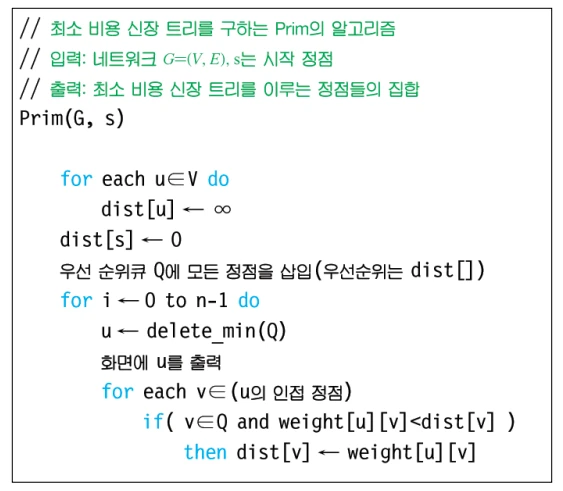 // 최소 비용 신장 트리를 구하는 Prim의 알고리즘
// 입력: 네트워크 G=(V, E), s는 시작 정점
// 출력: 최소 비용 신장 트리를 이루는 정점들의 집합
Prim(G, s)
for each u∈V do
dist[u] ← ∞
dist[s] ← 0
우선 순위큐 Q에 모든 정점을 삽입(우선순위는 dist[])
for i ← 0 to n-1 do
u ← delete_min(Q)
화면에 u를 출력
for each v∈(u의 인접 정점)
if( v∈Q and weight[u][v]<dist[v] )
then dist[v] ← weight[u][v]